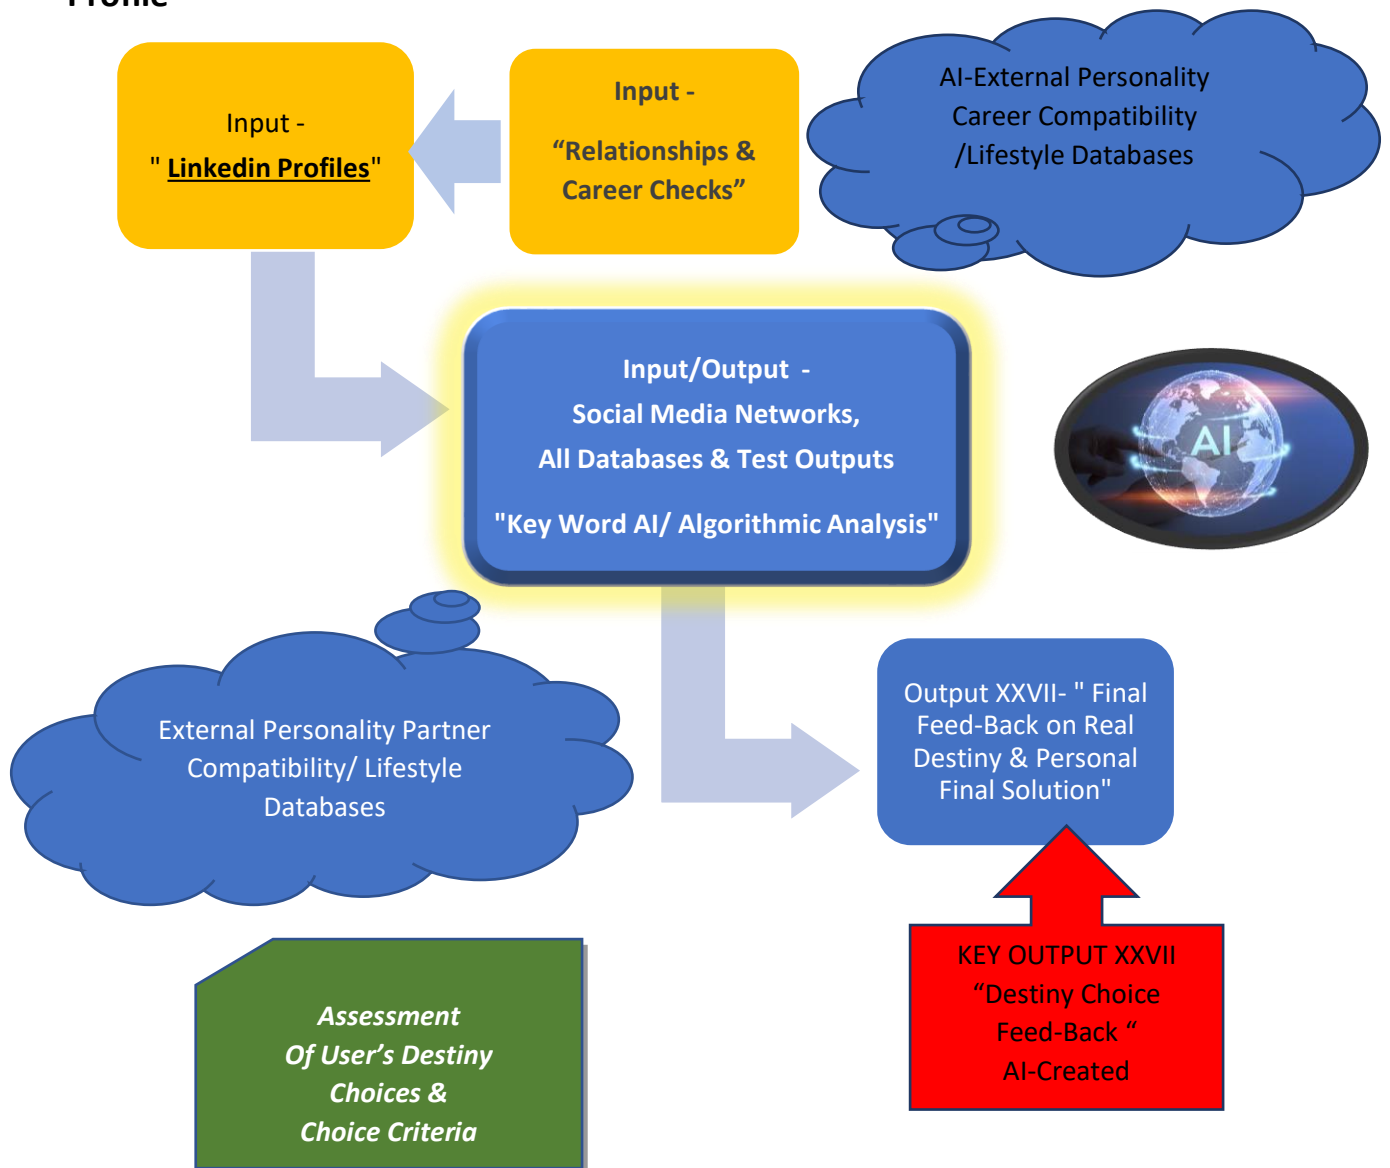 Profile
Input -
" Linkedin Profiles"
Input -
“Relationships &
Career Checks”
AI-External Personality
Career Compatibility
/Lifestyle Databases
Input/Output -
Social Media Networks,
All Databases & Test Outputs
"Key Word AI/ Algorithmic Analysis"
AI
External Personality Partner
Compatibility/ Lifestyle
Databases
Output XXVII- " Final
Feed-Back on Real
Destiny & Personal
Final Solution"
KEY OUTPUT XXVII
“Destiny Choice
Feed-Back “
AI-Created
Assessment
Of User’s Destiny
Choices &
Choice Criteria